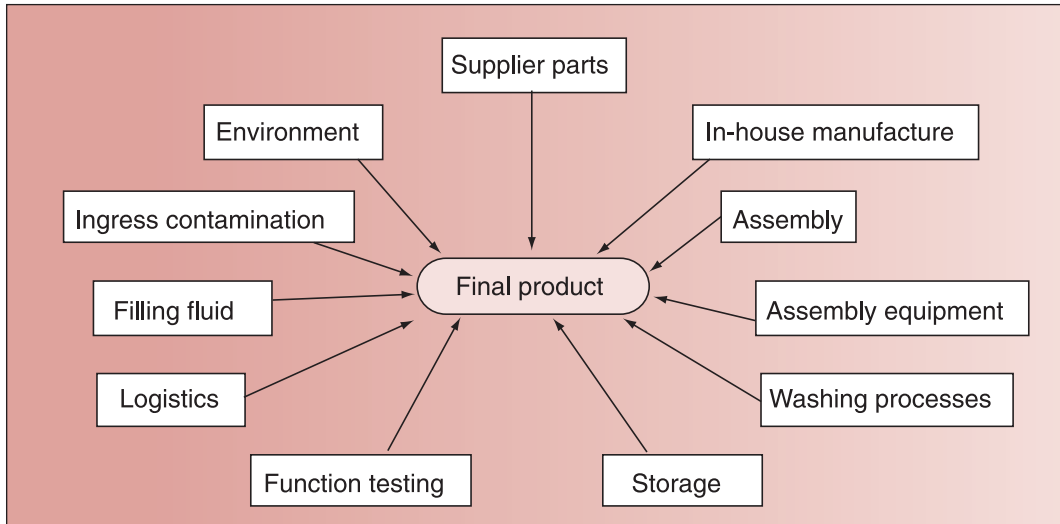 Supplier parts
Environment
In-house manufacture
Ingress contamination
Assembly
Final product
Filling fluid
Assembly equipment
Logistics
Washing processes
Function testing
Storage